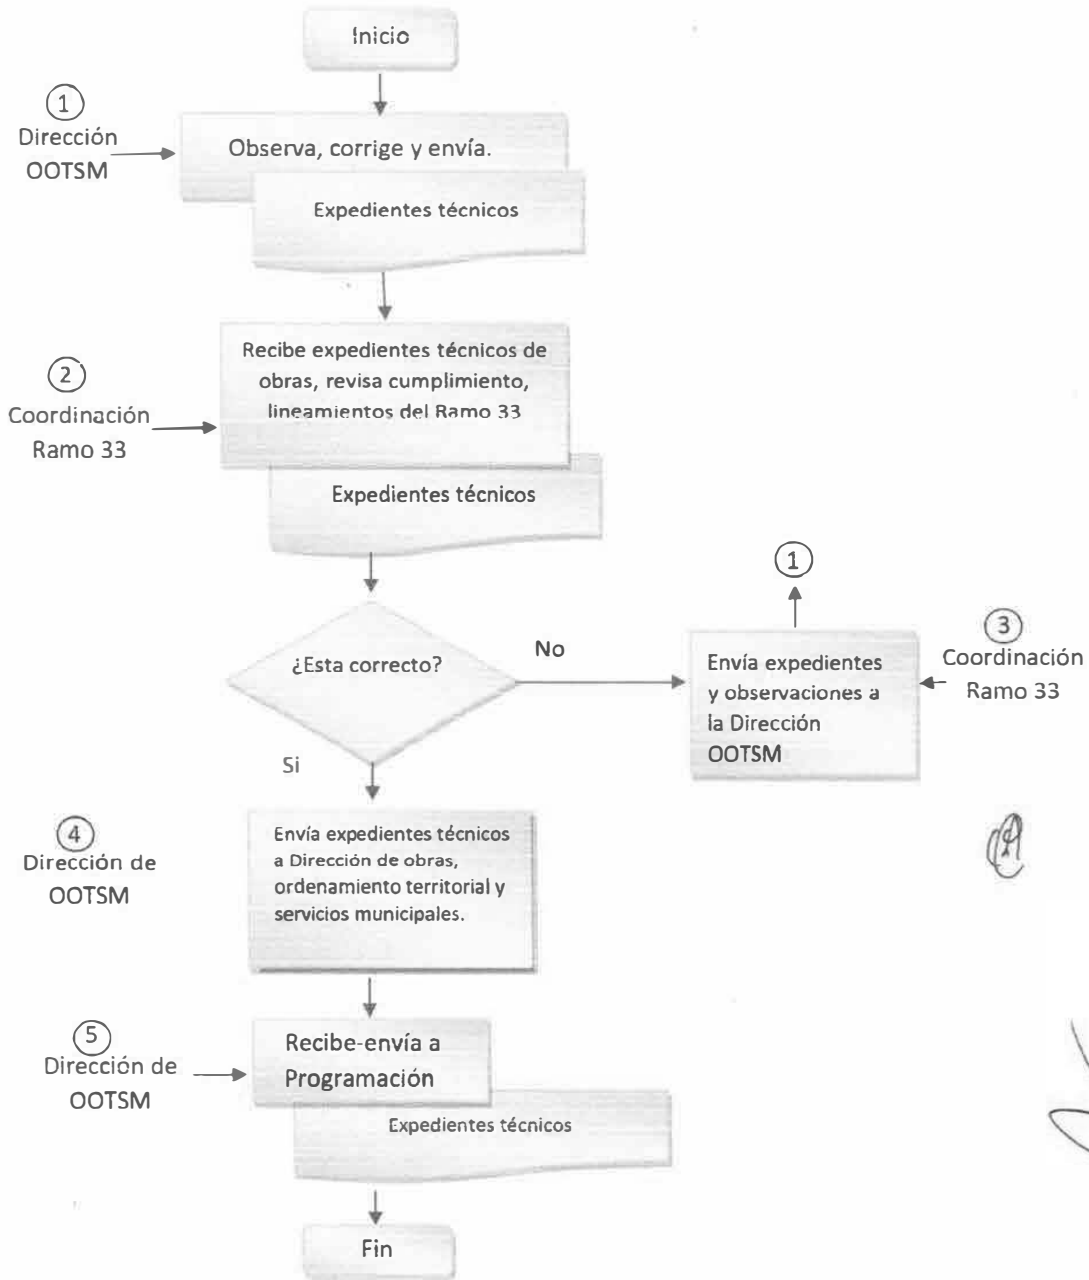 Inicio
1
Dirección
OOTSM
Observa, corrige y envía.
Expedientes técnicos
2
Coordinación
Ramo 33
Recibe expedientes técnicos de
obras, revisa cumplimiento,
lineamientos del Ramo 33
Expedientes técnicos
¿Esta correcto?
No
Si
1
Envía expedientes
y observaciones a
la Dirección
OOTSM
3
Coordinación
Ramo 33
4
Dirección de
OOTSM
Envía expedientes técnicos
a Dirección de obras,
ordenamiento territorial y
servicios municipales.
5
Dirección de
OOTSM
Recibe-envía a
Programación
Expedientes técnicos
Fin